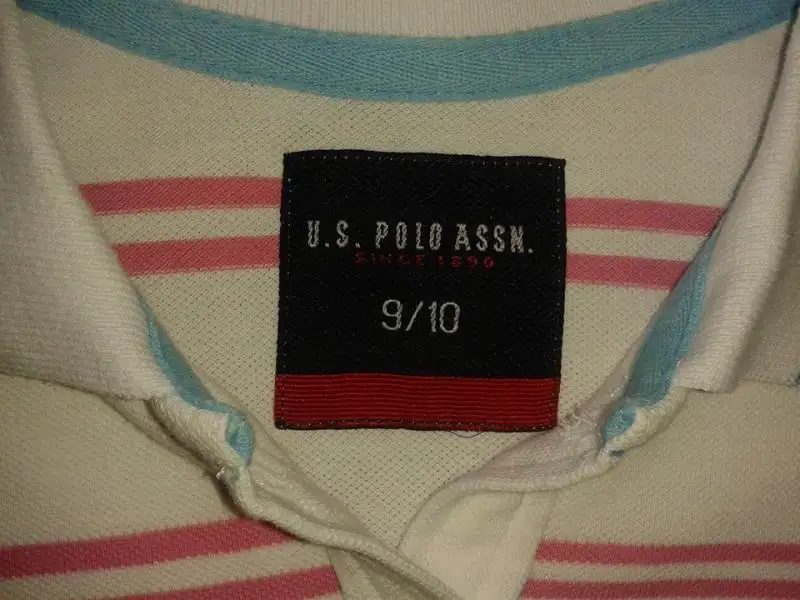 U.S. POLO ASSN.
SINCE 1890
9/10